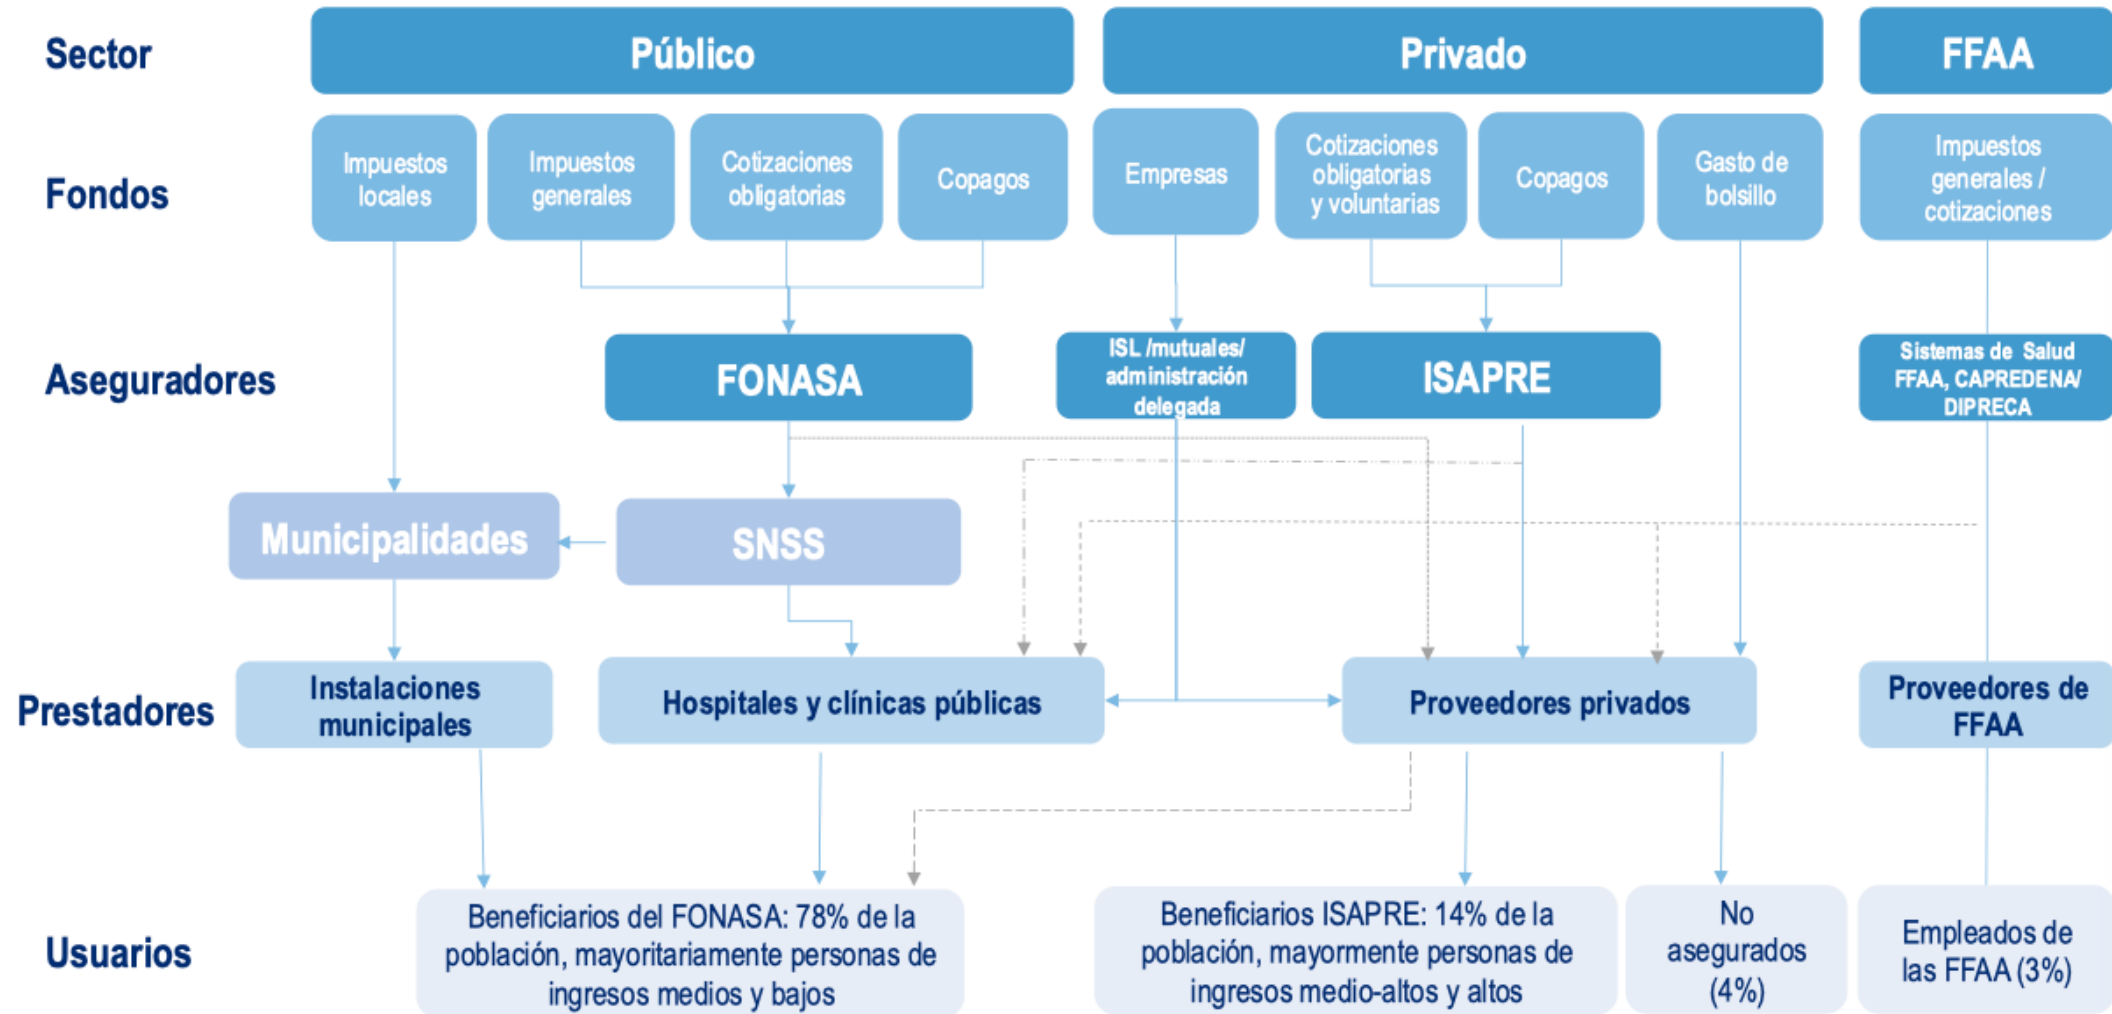 Sector
Público
Privado
FFAA
Fondos
Impuestos
locales
Impuestos
generales
Cotizaciones
obligatorias
Copagos
Empresas
Cotizaciones
obligatorias
y voluntarias
Copagos
Gasto de
bolsillo
Impuestos
generales /
cotizaciones
Aseguradores
FONASA
ISL /mutuales/
administración
delegada
ISAPRE
Sistemas de Salud
FFAA, CAPREDENA/
DIPRECA
Municipalidades
SNSS
Prestadores
Instalaciones
municipales
Hospitales y clínicas públicas
Proveedores privados
Proveedores de
FFAA
Usuarios
Beneficiarios del FONASA: 78% de la
población, mayoritariamente personas de
ingresos medios y bajos
Beneficiarios ISAPRE: 14% de la
población, mayormente personas de
ingresos medio-altos y altos
No
asegurados
(4%)
Empleados de
las FFAA (3%)